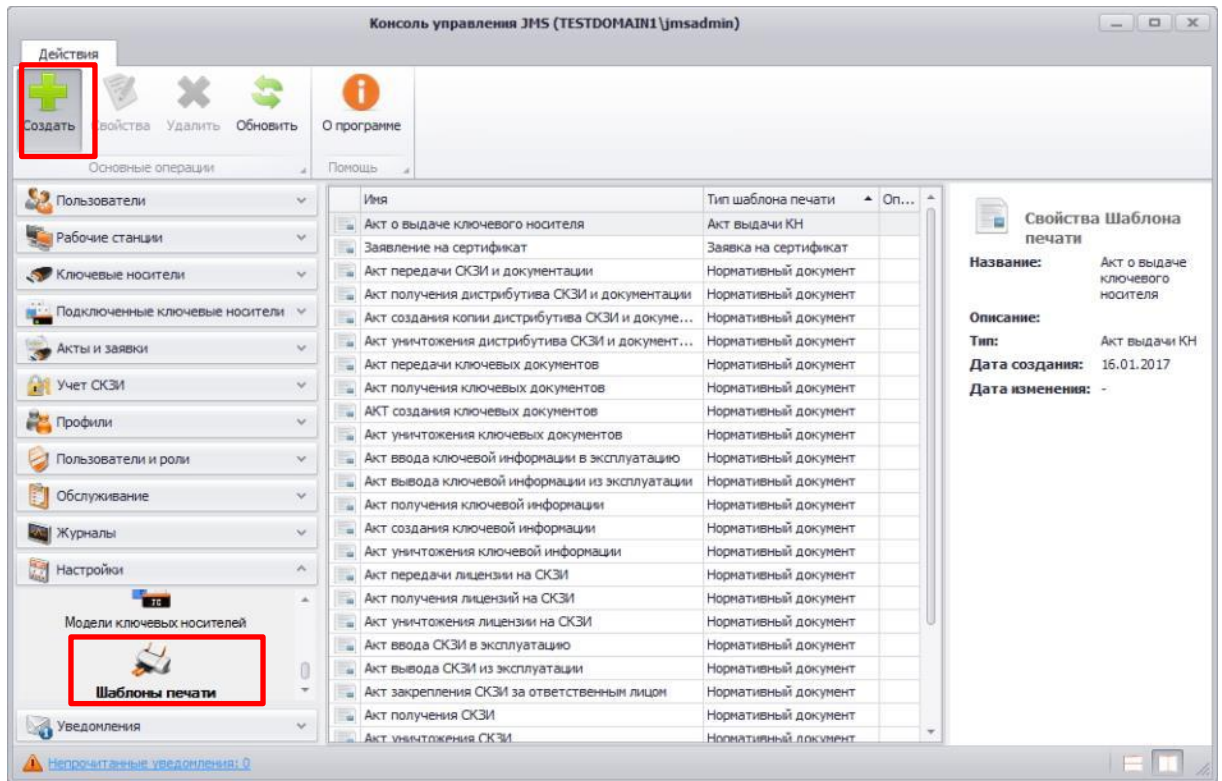 Консоль управления JMS (TESTDOMAIN1\jmsadmin)
Действия
Создать Свойства Удалить Обновить О программе
Основные операции Помощь
Пользователи
Рабочие станции
Ключевые носители
Подключенные ключевые носители
Акты и заявки
Учет СКЗИ
Профили
Пользователи и роли
Обслуживание
Журналы
Настройки
Модели ключевых носителей
Шаблоны печати
Уведомления
Имя Тип шаблона печати Оп...
Акт о выдаче ключевого носителя Акт выдачи КН
Заявление на сертификат Заявка на сертификат
Акт передачи СКЗИ и документации Нормативный документ
Акт получения дистрибутива СКЗИ и документации Нормативный документ
Акт создания копии дистрибутива СКЗИ и докуме... Нормативный документ
Акт уничтожения дистрибутива СКЗИ и документ... Нормативный документ
Акт передачи ключевых документов Нормативный документ
Акт получения ключевых документов Нормативный документ
АКТ создания ключевых документов Нормативный документ
Акт уничтожения ключевых документов Нормативный документ
Акт ввода ключевой информации в эксплуатацию Нормативный документ
Акт вывода ключевой информации из эксплуатации Нормативный документ
Акт получения ключевой информации Нормативный документ
Акт создания ключевой информации Нормативный документ
Акт уничтожения ключевой информации Нормативный документ
Акт передачи лицензии на СКЗИ Нормативный документ
Акт получения лицензий на СКЗИ Нормативный документ
Акт уничтожения лицензии на СКЗИ Нормативный документ
Акт ввода СКЗИ в эксплуатацию Нормативный документ
Акт вывода СКЗИ из эксплуатации Нормативный документ
Акт закрепления СКЗИ за ответственным лицом Нормативный документ
Акт получения СКЗИ Нормативный документ
Акт уничтожения СКЗИ Нормативный документ
Свойства Шаблона
печати
Название: Акт о выдаче
ключевого
носителя
Описание:
Тип: Акт выдачи КН
Дата создания: 16.01.2017
Дата изменения: -
Непрочитанные уведомления: 0